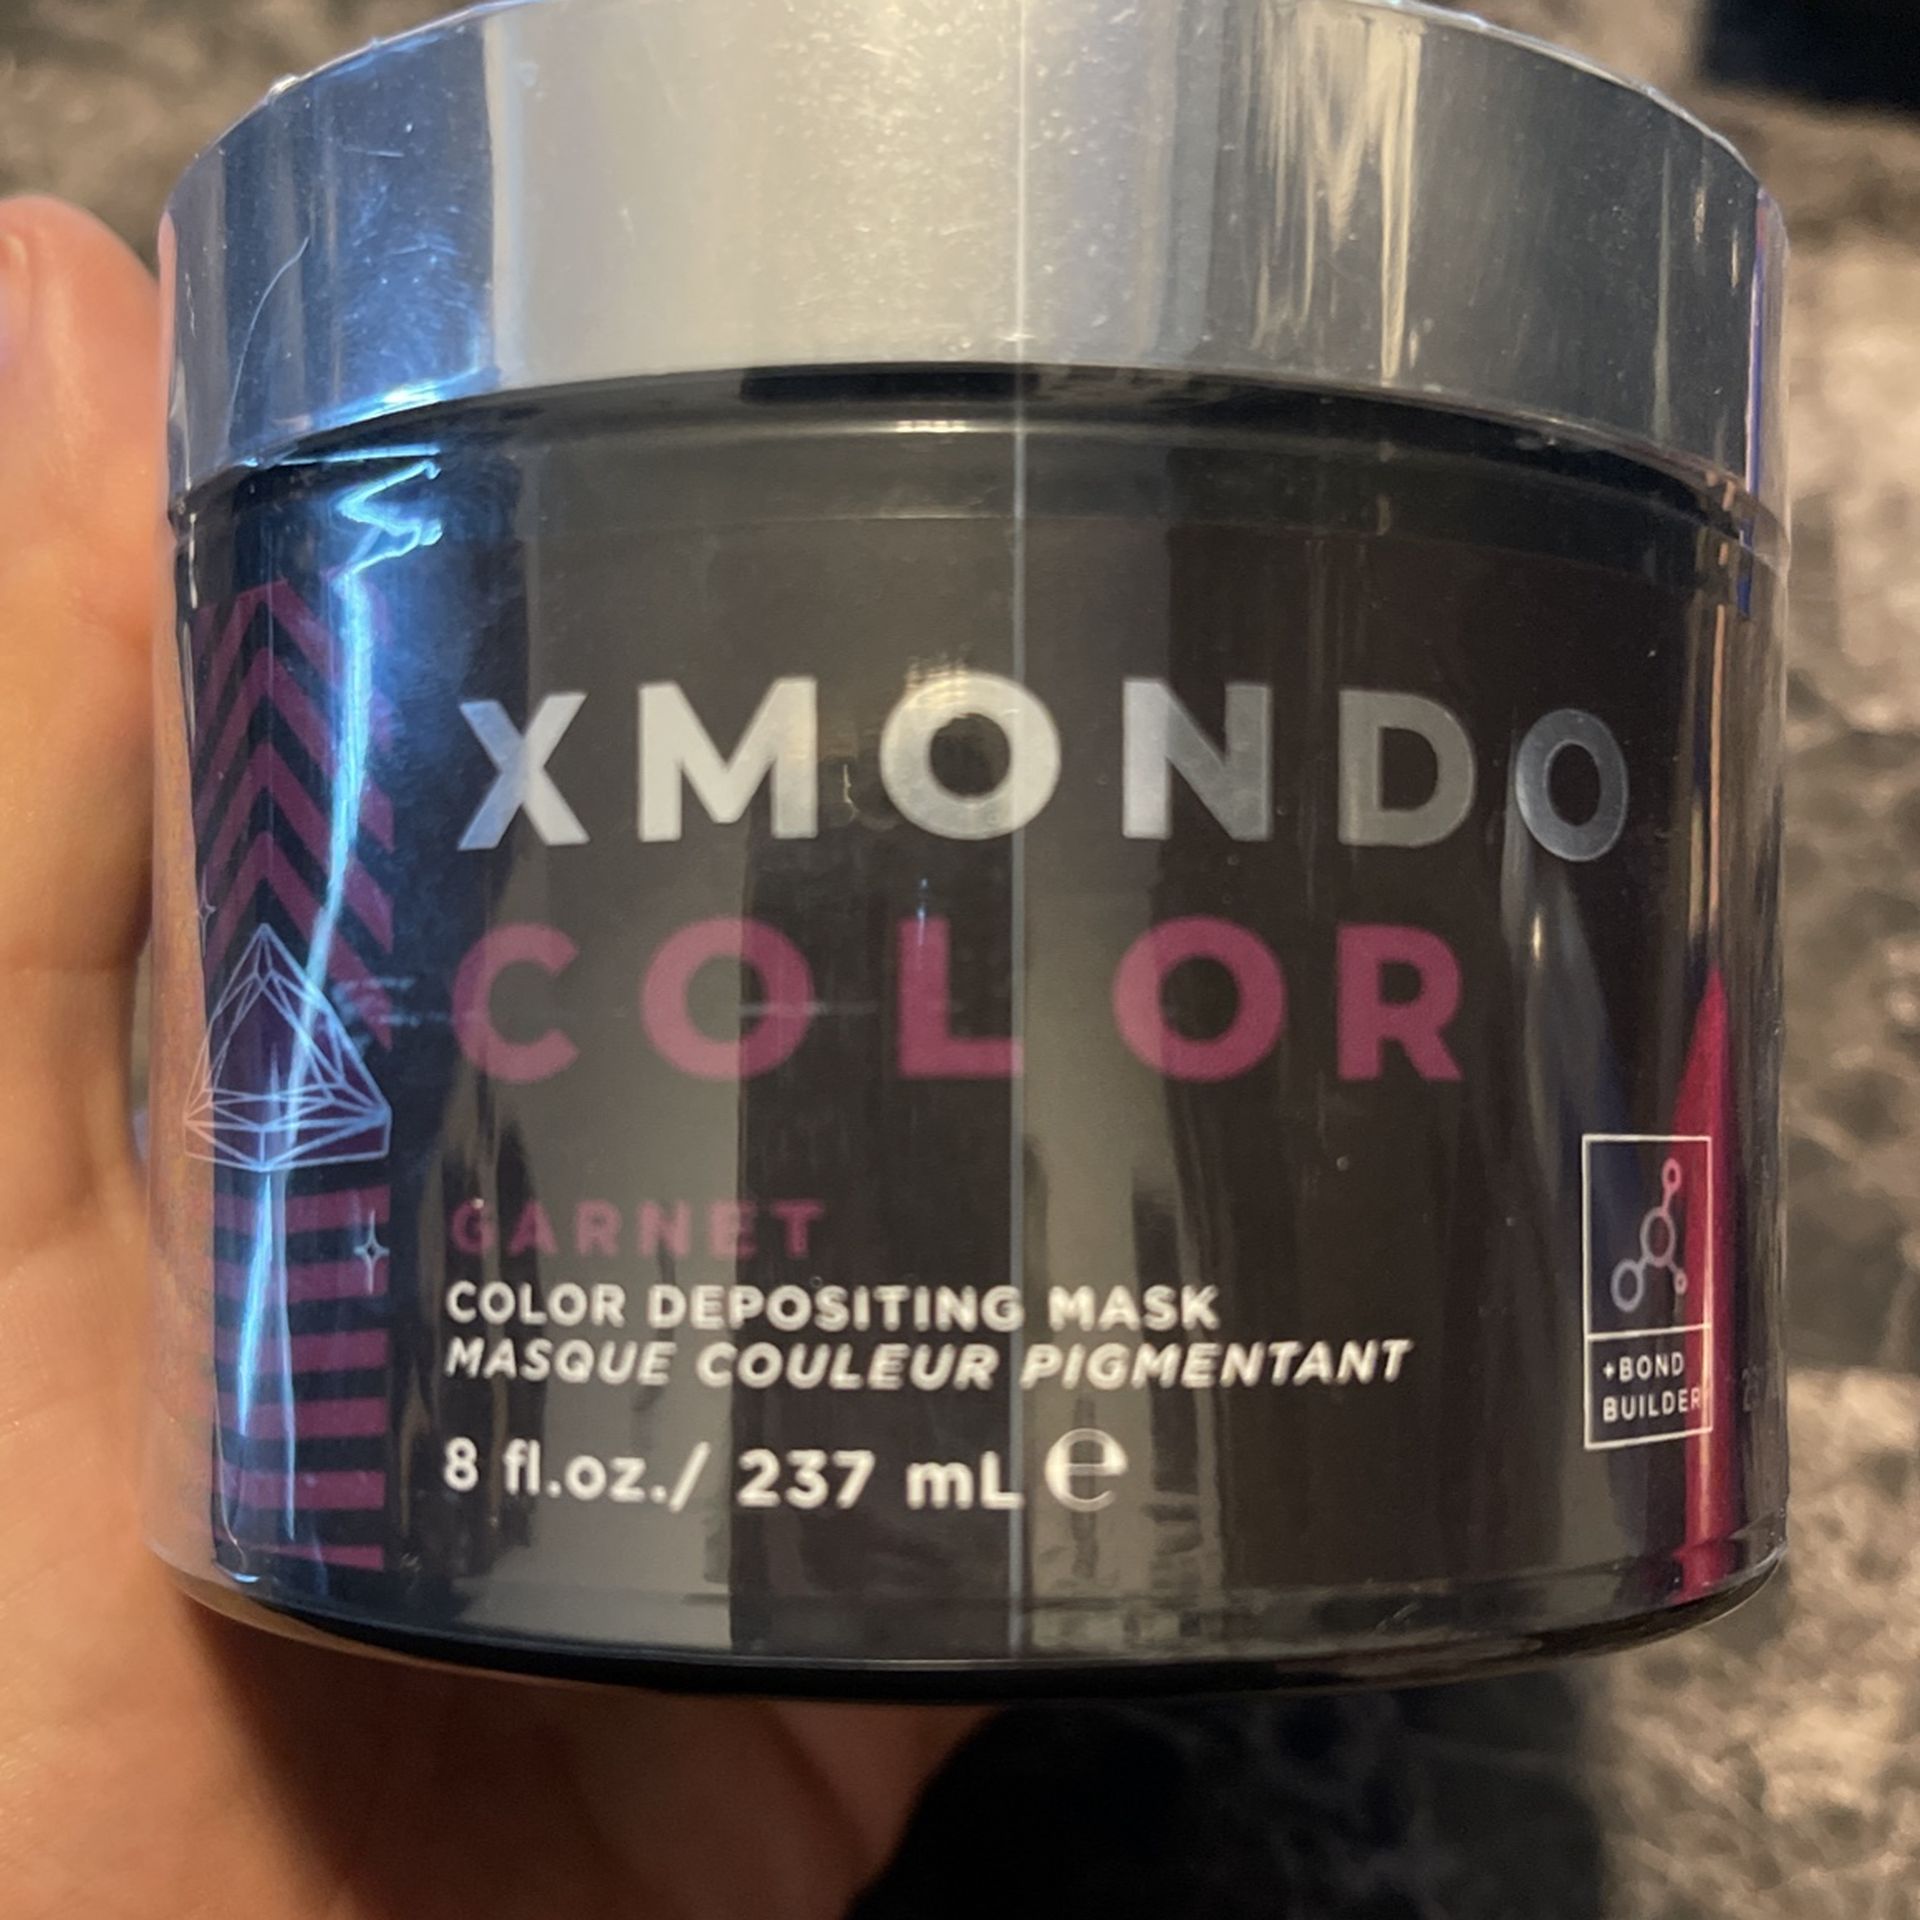 XMONDO
COLOR
GARNET
COLOR DEPOSITING MASK
MASQUE COULEUR PIGMENTANT
8 fl.oz./ 237 mL ℮
+BOND
BUILDER